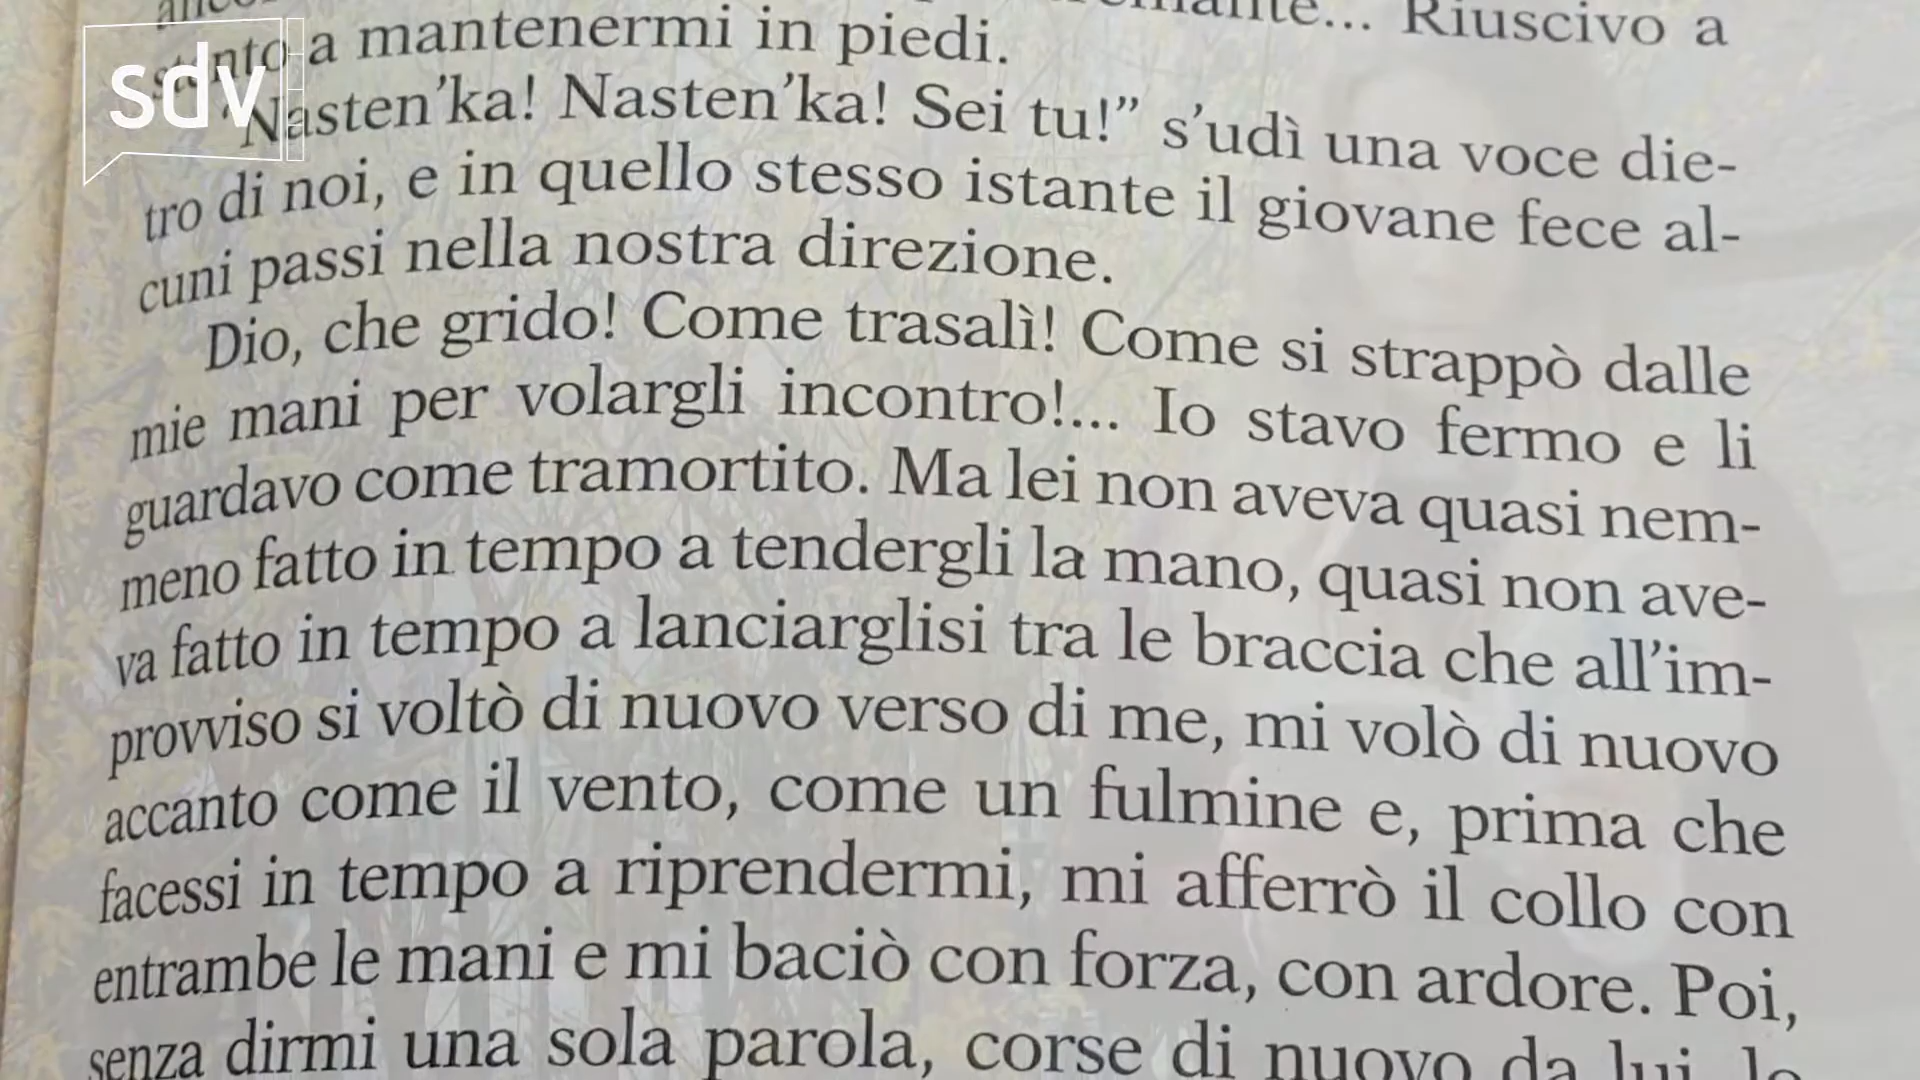 sdv
Riuscivo a
stento a mantenermi in piedi.
“Nasten’ka! Nasten’ka! Sei tu!” s’udì una voce die-
tro di noi, e in quello stesso istante il giovane fece al-
cuni passi nella nostra direzione.
Dio, che grido! Come trasalì! Come si strappò dalle
mie mani per volargli incontro!... Io stavo fermo e li
guardavo come tramortito. Ma lei non aveva quasi nem-
meno fatto in tempo a tendergli la mano, quasi non ave-
va fatto in tempo a lanciarglisi tra le braccia che all’im-
provviso si voltò di nuovo verso di me, mi volò di nuovo
accanto come il vento, come un fulmine e, prima che
facessi in tempo a riprendermi, mi afferrò il collo con
entrambe le mani e mi baciò con forza, con ardore. Poi,
senza dirmi una sola parola, corse di nuovo da lui, lo